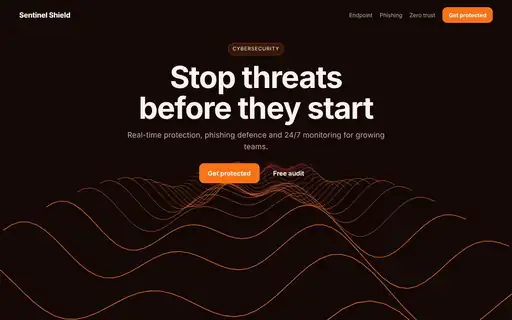 Sentinel Shield
Endpoint Phishing Zero trust Get protected
CYBERSECURITY
Stop threats
before they start
Real-time protection, phishing defence and 24/7 monitoring for growing
teams.
Get protected Free audit